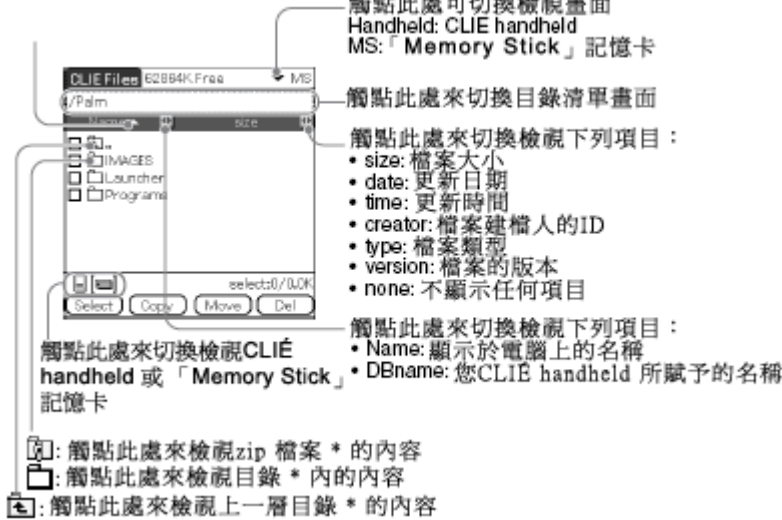 觸點此處可切換檢視畫面
Handheld: CLIE handheld
MS:「Memory Stick」記憶卡
CLIE Files 62864K Free MS
/Palm
觸點此處來切換目錄清單畫面
Name size
觸點此處來切換檢視下列項目：
• size: 檔案大小
• date: 更新日期
• time: 更新時間
• creator: 檔案建檔人的ID
• type: 檔案類型
• version: 檔案的版本
• none: 不顯示任何項目
..
IMAGES
Launcher
Programs
select:0/0.0K
Select Copy Move Del
觸點此處來切換檢視下列項目：
• Name: 顯示於電腦上的名稱
• DBname: 您CLIÉ handheld 所賦予的名稱
觸點此處來切換檢視CLIÉ
handheld 或 「Memory Stick」
記憶卡
: 觸點此處來檢視zip 檔案 * 的內容
: 觸點此處來檢視目錄 * 內的內容
: 觸點此處來檢視上一層目錄 * 的內容